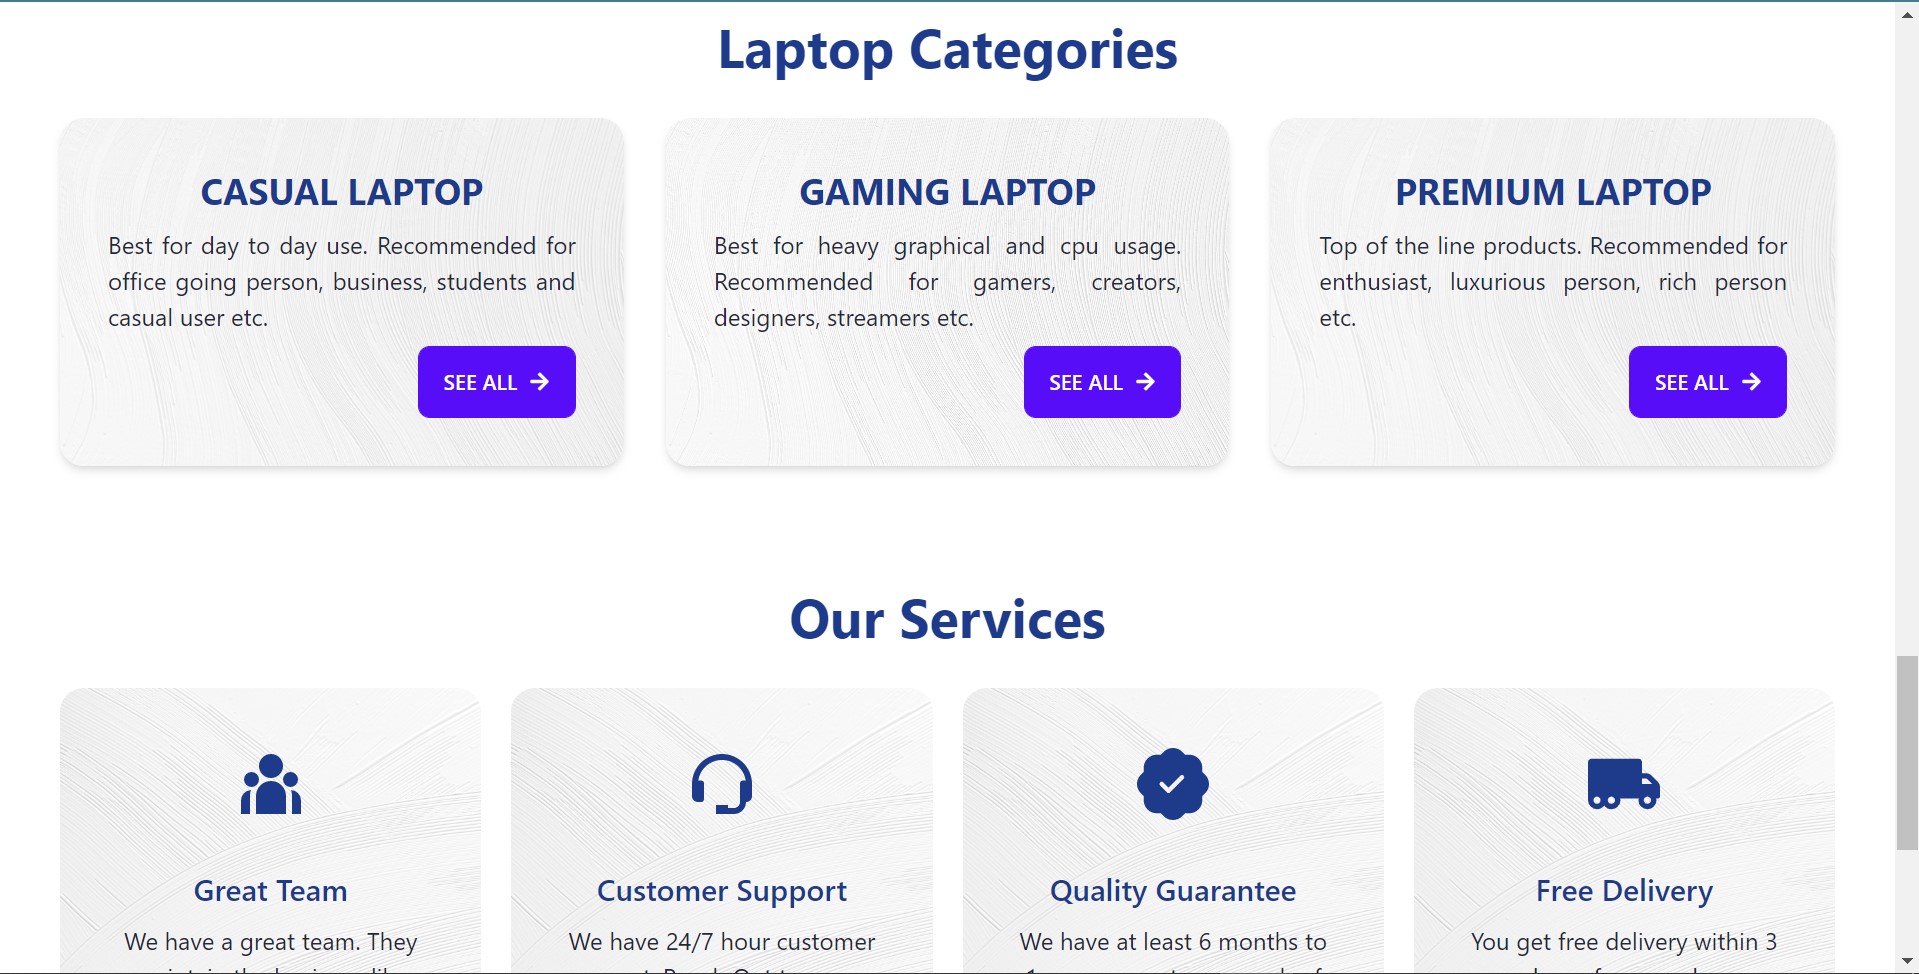 Laptop Categories
CASUAL LAPTOP
Best for day to day use. Recommended for
office going person, business, students and
casual user etc.
SEE ALL
GAMING LAPTOP
Best for heavy graphical and cpu usage.
Recommended for gamers, creators,
designers, streamers etc.
SEE ALL
PREMIUM LAPTOP
Top of the line products. Recommended for
enthusiast, luxurious person, rich person
etc.
SEE ALL
Our Services
Great Team
We have a great team. They
Customer Support
We have 24/7 hour customer
Quality Guarantee
We have at least 6 months to
Free Delivery
You get free delivery within 3